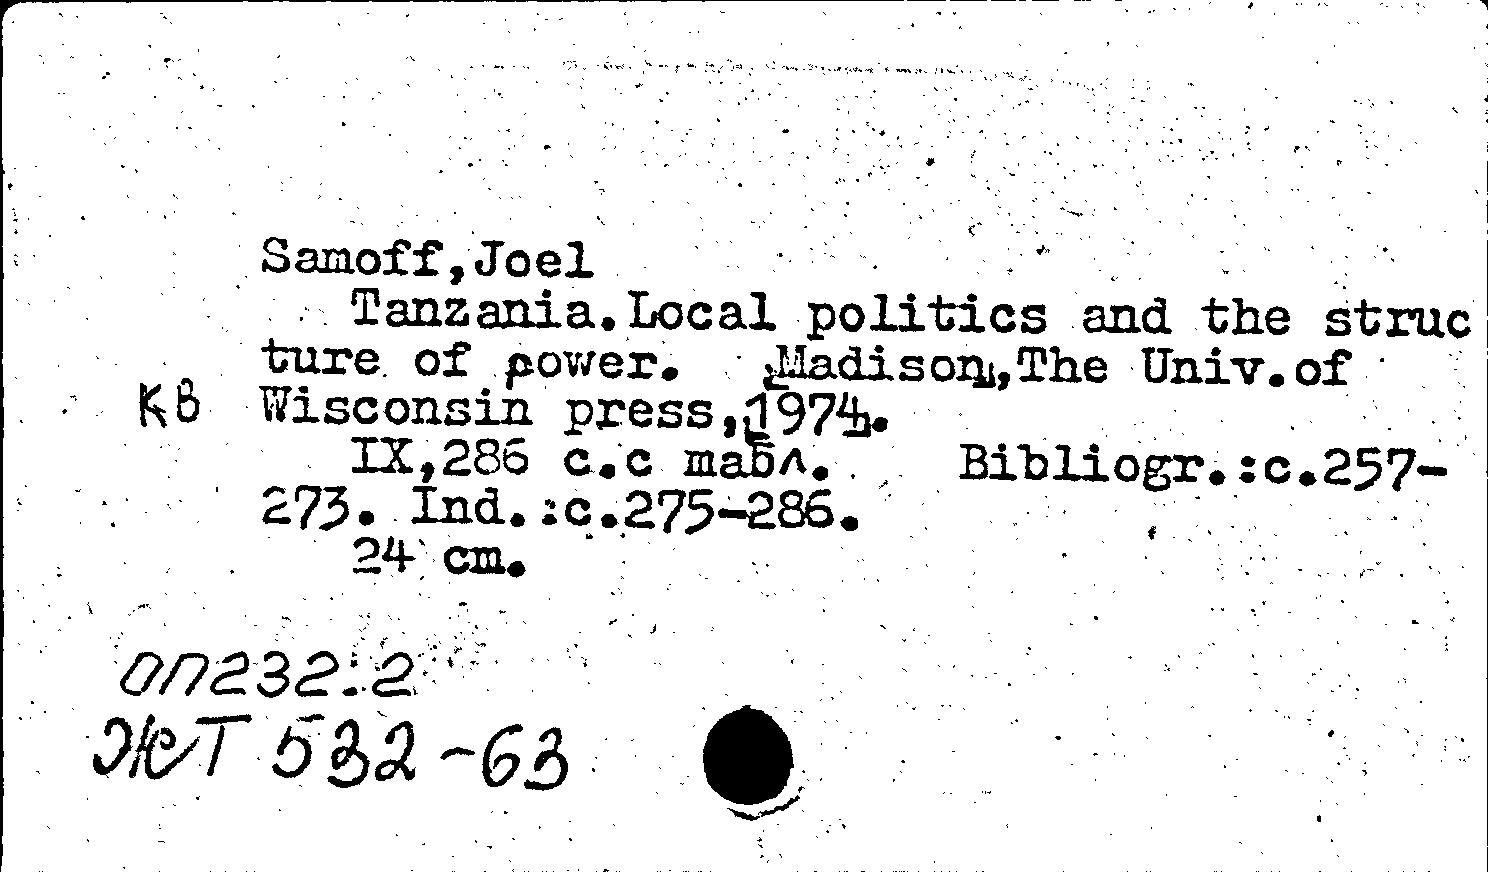 Samoff,Joel
Tanzania.Local politics and the struc
ture of power. [Madison],The Univ.of
КВ Wisconsin press,[1974].
IX,286 c.c табл. Bibliogr.:c.257-
273. Ind.:c.275-286.
24 cm.
ОП232.2
ЖТ 532-63